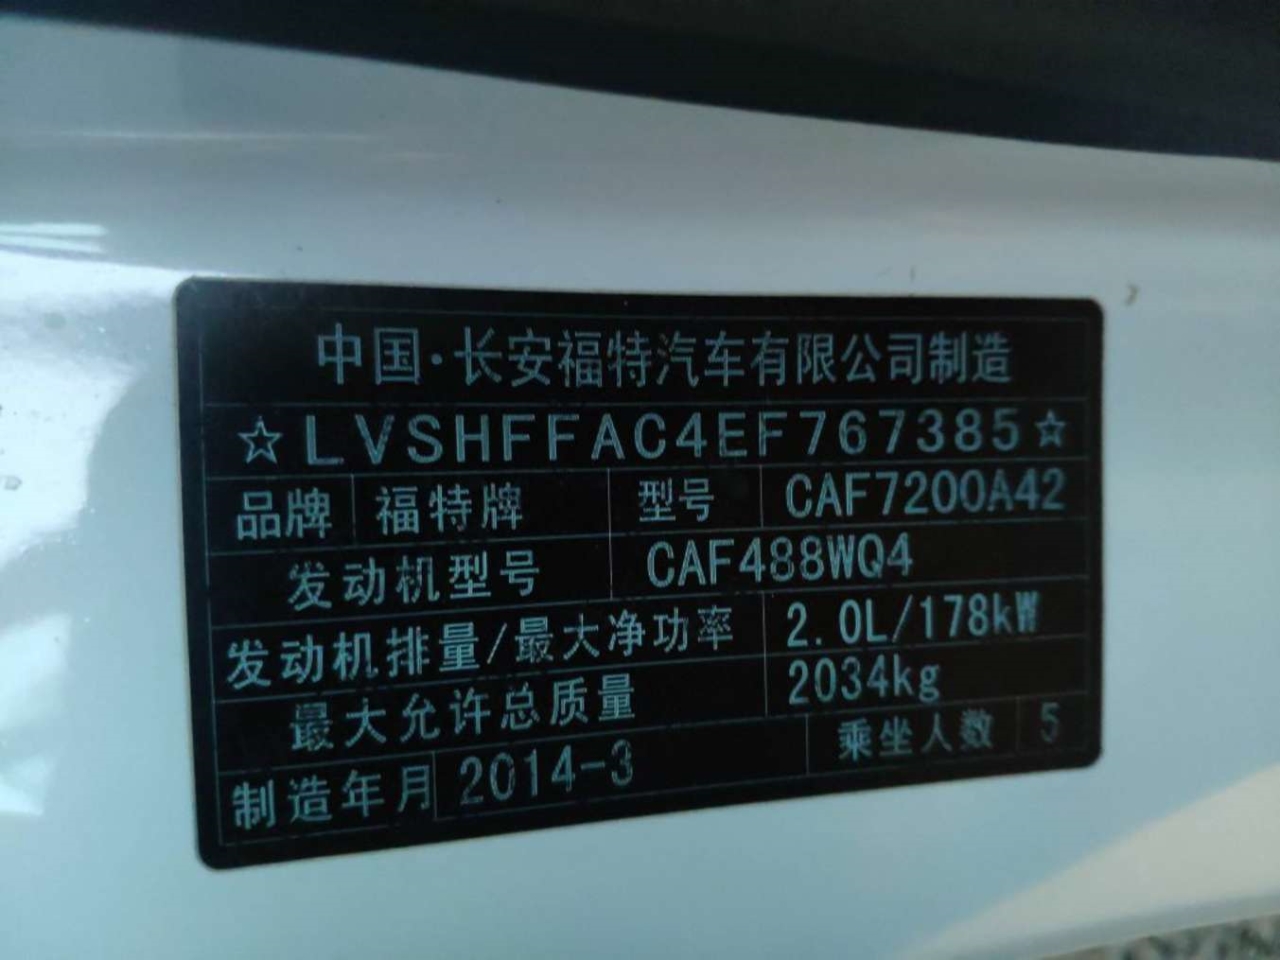 中国·长安福特汽车有限公司制造
☆LVSHFFAC4EF767385☆
品牌 福特牌 型号 CAF7200A42
发动机型号 CAF488WQ4
发动机排量/最大净功率 2.0L/178kW
最大允许总质量 2034kg
制造年月 2014-3 乘坐人数 5